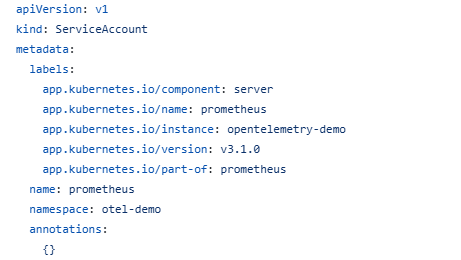 apiVersion: v1
kind: ServiceAccount
metadata:
  labels:
    app.kubernetes.io/component: server
    app.kubernetes.io/name: prometheus
    app.kubernetes.io/instance: opentelemetry-demo
    app.kubernetes.io/version: v3.1.0
    app.kubernetes.io/part-of: prometheus
  name: prometheus
  namespace: otel-demo
  annotations:
    {}